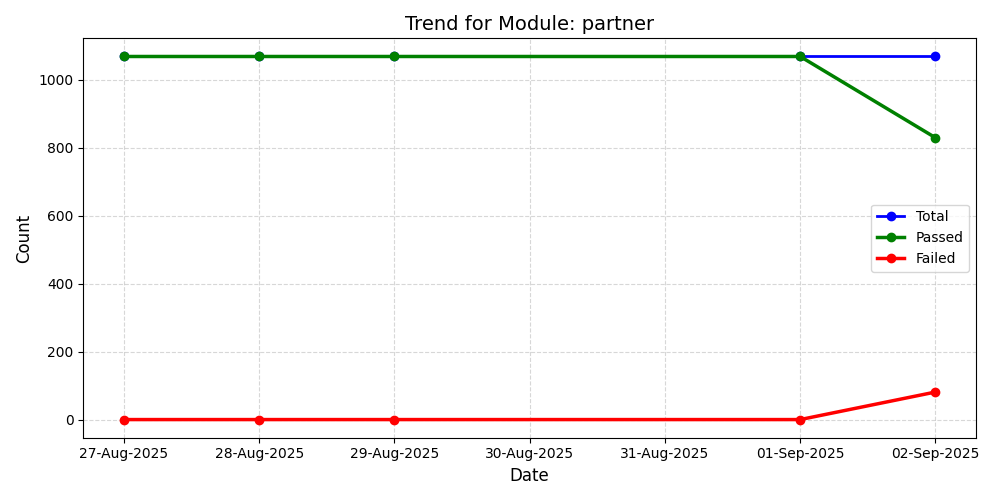 Trend for Module: partner
Count
1000
800
600
400
200
0
Total
Passed
Failed
27-Aug-2025 28-Aug-2025 29-Aug-2025 30-Aug-2025 31-Aug-2025 01-Sep-2025 02-Sep-2025
Date